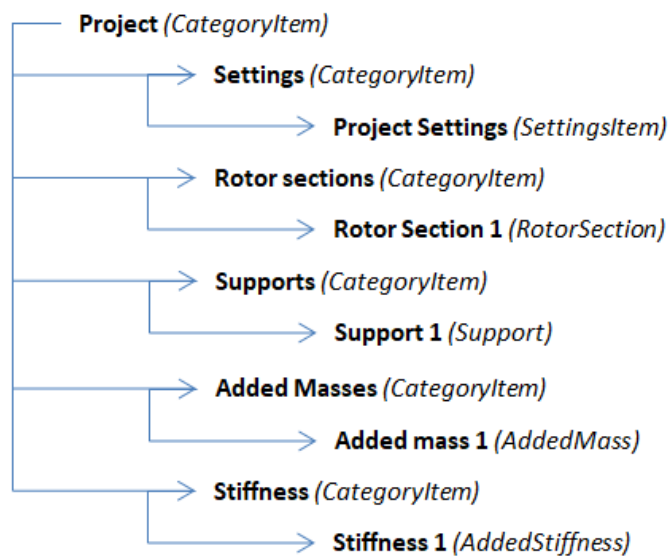 Project (CategoryItem)
Settings (CategoryItem)
Project Settings (SettingsItem)
Rotor sections (CategoryItem)
Rotor Section 1 (RotorSection)
Supports (CategoryItem)
Support 1 (Support)
Added Masses (CategoryItem)
Added mass 1 (AddedMass)
Stiffness (CategoryItem)
Stiffness 1 (AddedStiffness)